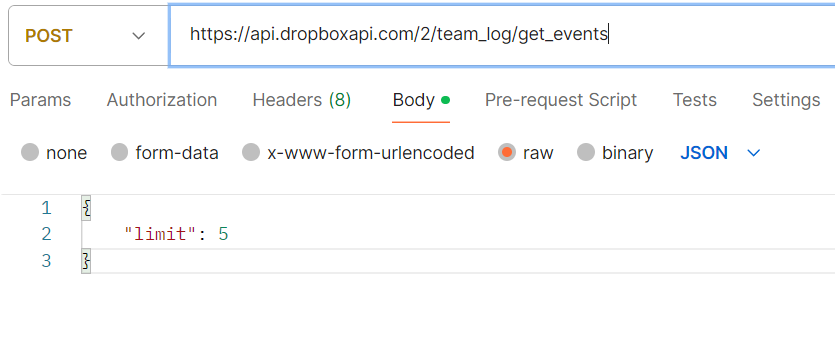 POST https://api.dropboxapi.com/2/team_log/get_events
Params Authorization Headers (8) Body Pre-request Script Tests Settings
none form-data x-www-form-urlencoded raw binary JSON
1 {
2 "limit": 5
3 }